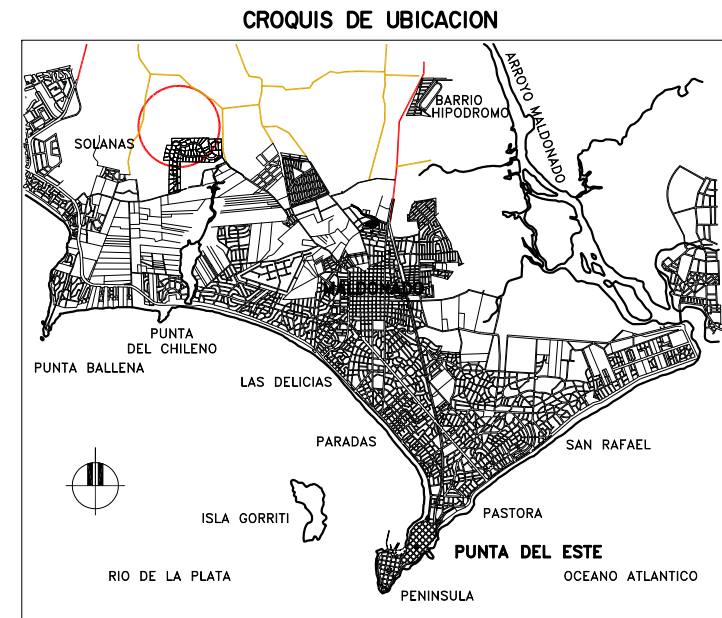 CROQUIS DE UBICACION
ARROYO MALDONADO
BARRIO
HIPODROMO
SOLANAS
MALDONADO
PUNTA
DEL CHILENO
PUNTA BALLENA
LAS DELICIAS
PARADAS
SAN RAFAEL
ISLA GORRITI
PASTORA
PUNTA DEL ESTE
RIO DE LA PLATA
OCEANO ATLANTICO
PENINSULA